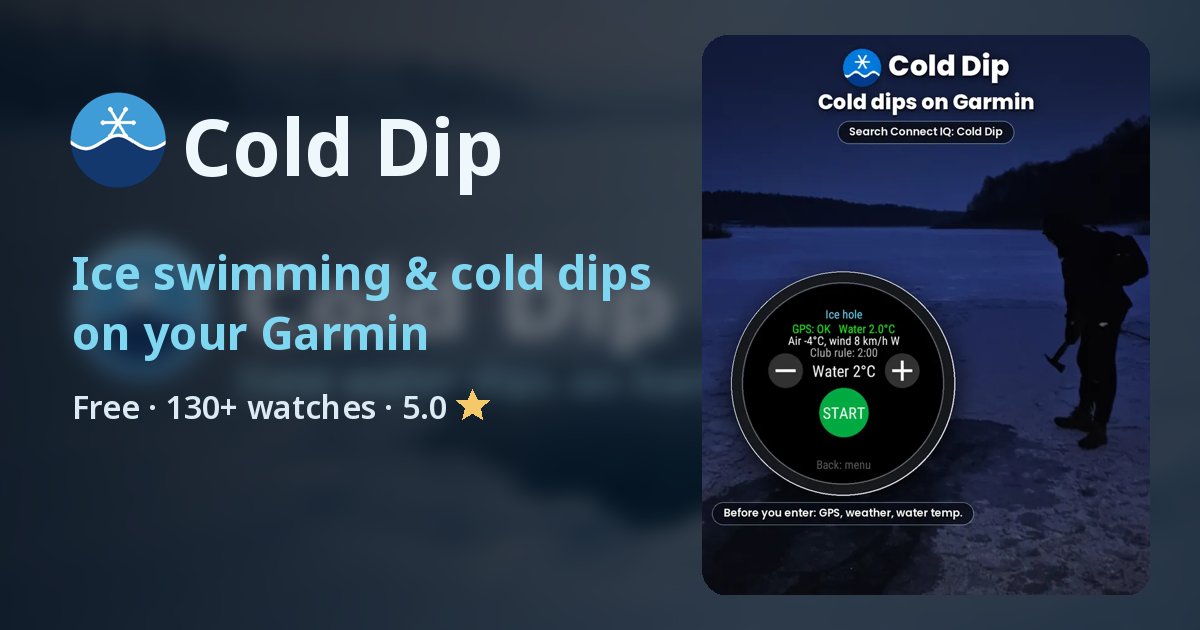 Cold Dip
Ice swimming & cold dips
on your Garmin
Free · 130+ watches · 5.0
Cold Dip
Cold dips on Garmin
Search Connect IQ: Cold Dip
Ice hole
GPS: OK Water 2.0°C
Air -4°C, wind 8 km/h W
Club rule: 2:00
− Water 2°C +
START
Back: menu
Before you enter: GPS, weather, water temp.